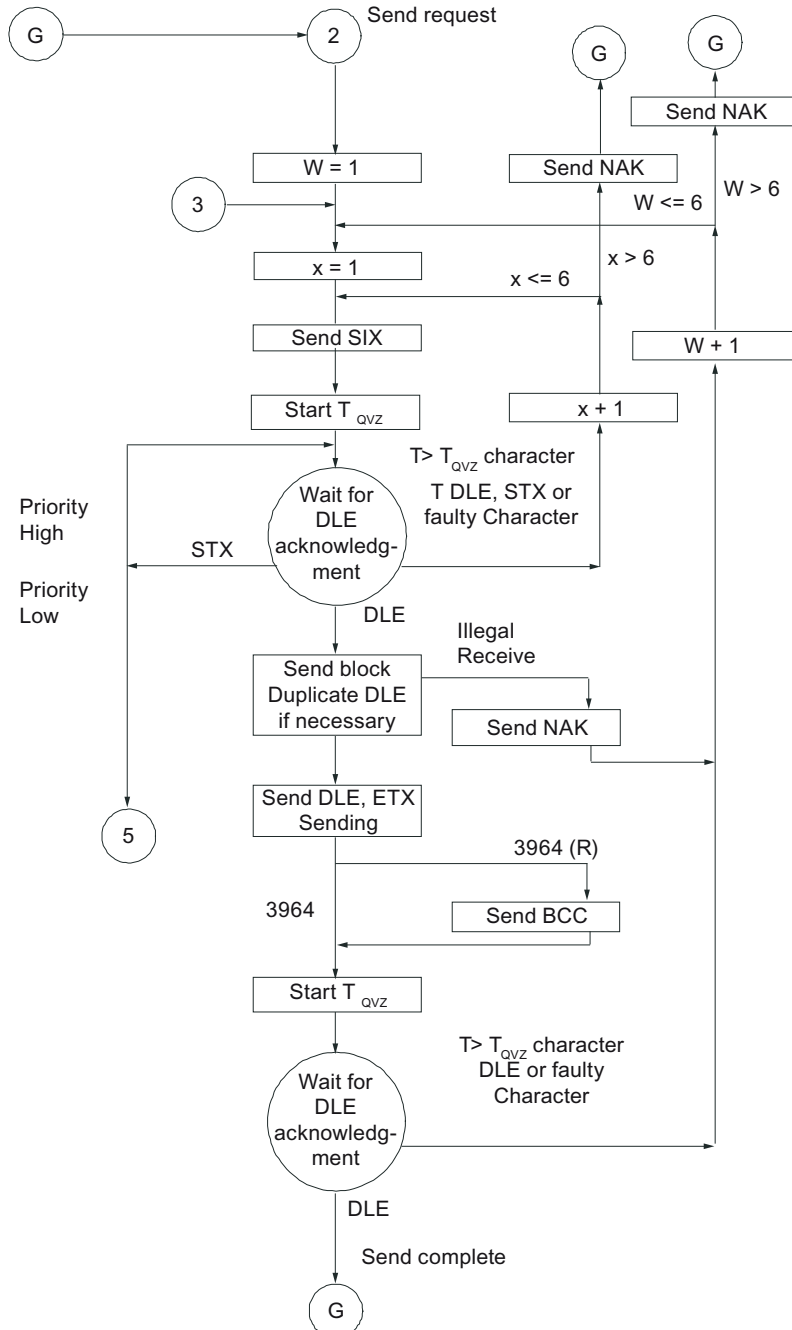 Send request
G
2
G
G
Send NAK
W = 1
Send NAK
W > 6
W <= 6
3
x > 6
x = 1
x <= 6
Send SIX
W + 1
Start T QVZ
x + 1
T> TQVZ character
T DLE, STX or
faulty Character
Wait for
DLE
acknowledg-
ment
Priority
High
STX
Priority
Low
DLE
Illegal
Receive
Send block
Duplicate DLE
if necessary
Send NAK
Send DLE, ETX
Sending
5
3964 (R)
3964
Send BCC
Start T QVZ
T> TQVZ character
DLE or faulty
Character
Wait for
DLE
acknowledg-
ment
DLE
Send complete
G